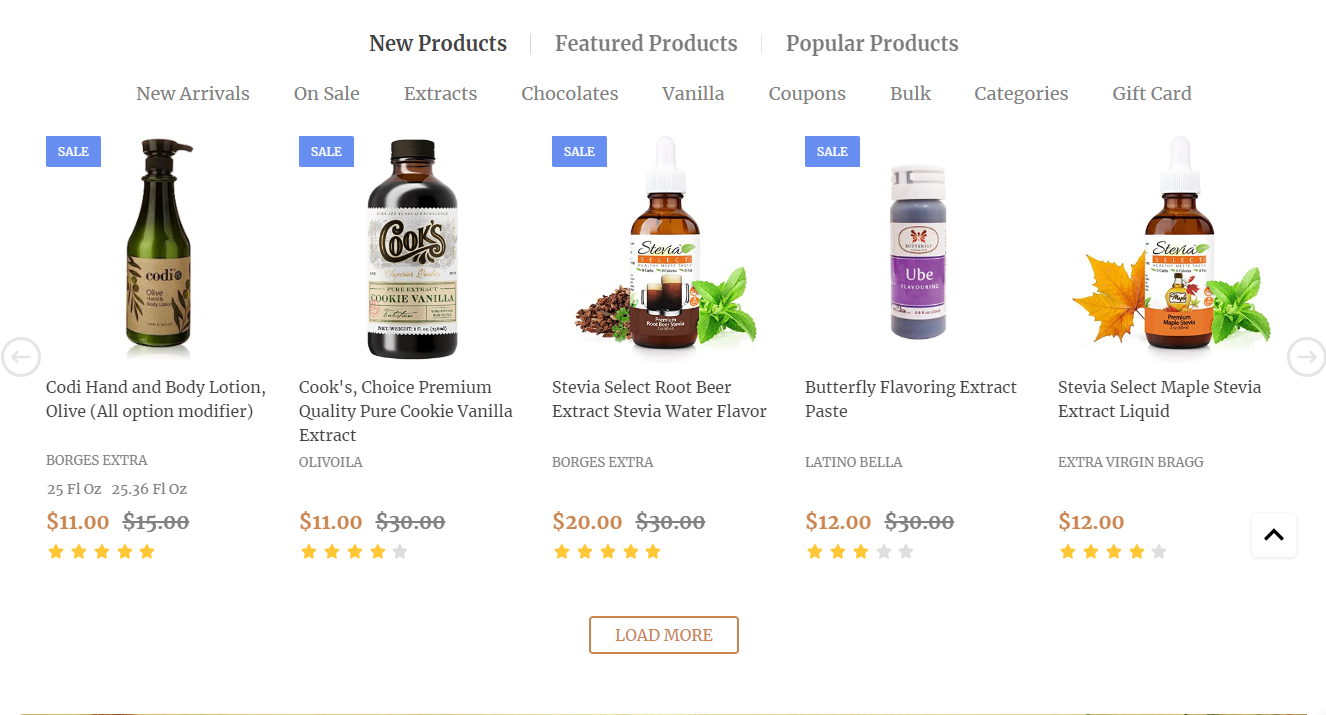 New Products
Featured Products
Popular Products
New Arrivals
On Sale
Extracts
Chocolates
Vanilla
Coupons
Bulk
Categories
Gift Card
SALE
SALE
SALE
SALE
codi
Olive
Hand &
Body Lotion
COOK'S
Superior Quality
PURE EXTRACT
COOKIE VANILLA
Stevia
SELECT
Premium
Root Beer Stevia
BUTTERFLY
Ube
FLAVOURING
Stevia
SELECT
Maple
Premium
Maple Stevia
Codi Hand and Body Lotion,
Olive (All option modifier)
BORGES EXTRA
25 Fl Oz 25.36 Fl Oz
$11.00 $15.00
Cook's, Choice Premium
Quality Pure Cookie Vanilla
Extract
OLIVOILA
$11.00 $30.00
Stevia Select Root Beer
Extract Stevia Water Flavor
BORGES EXTRA
$20.00 $30.00
Butterfly Flavoring Extract
Paste
LATINO BELLA
$12.00 $30.00
Stevia Select Maple Stevia
Extract Liquid
EXTRA VIRGIN BRAGG
$12.00
LOAD MORE